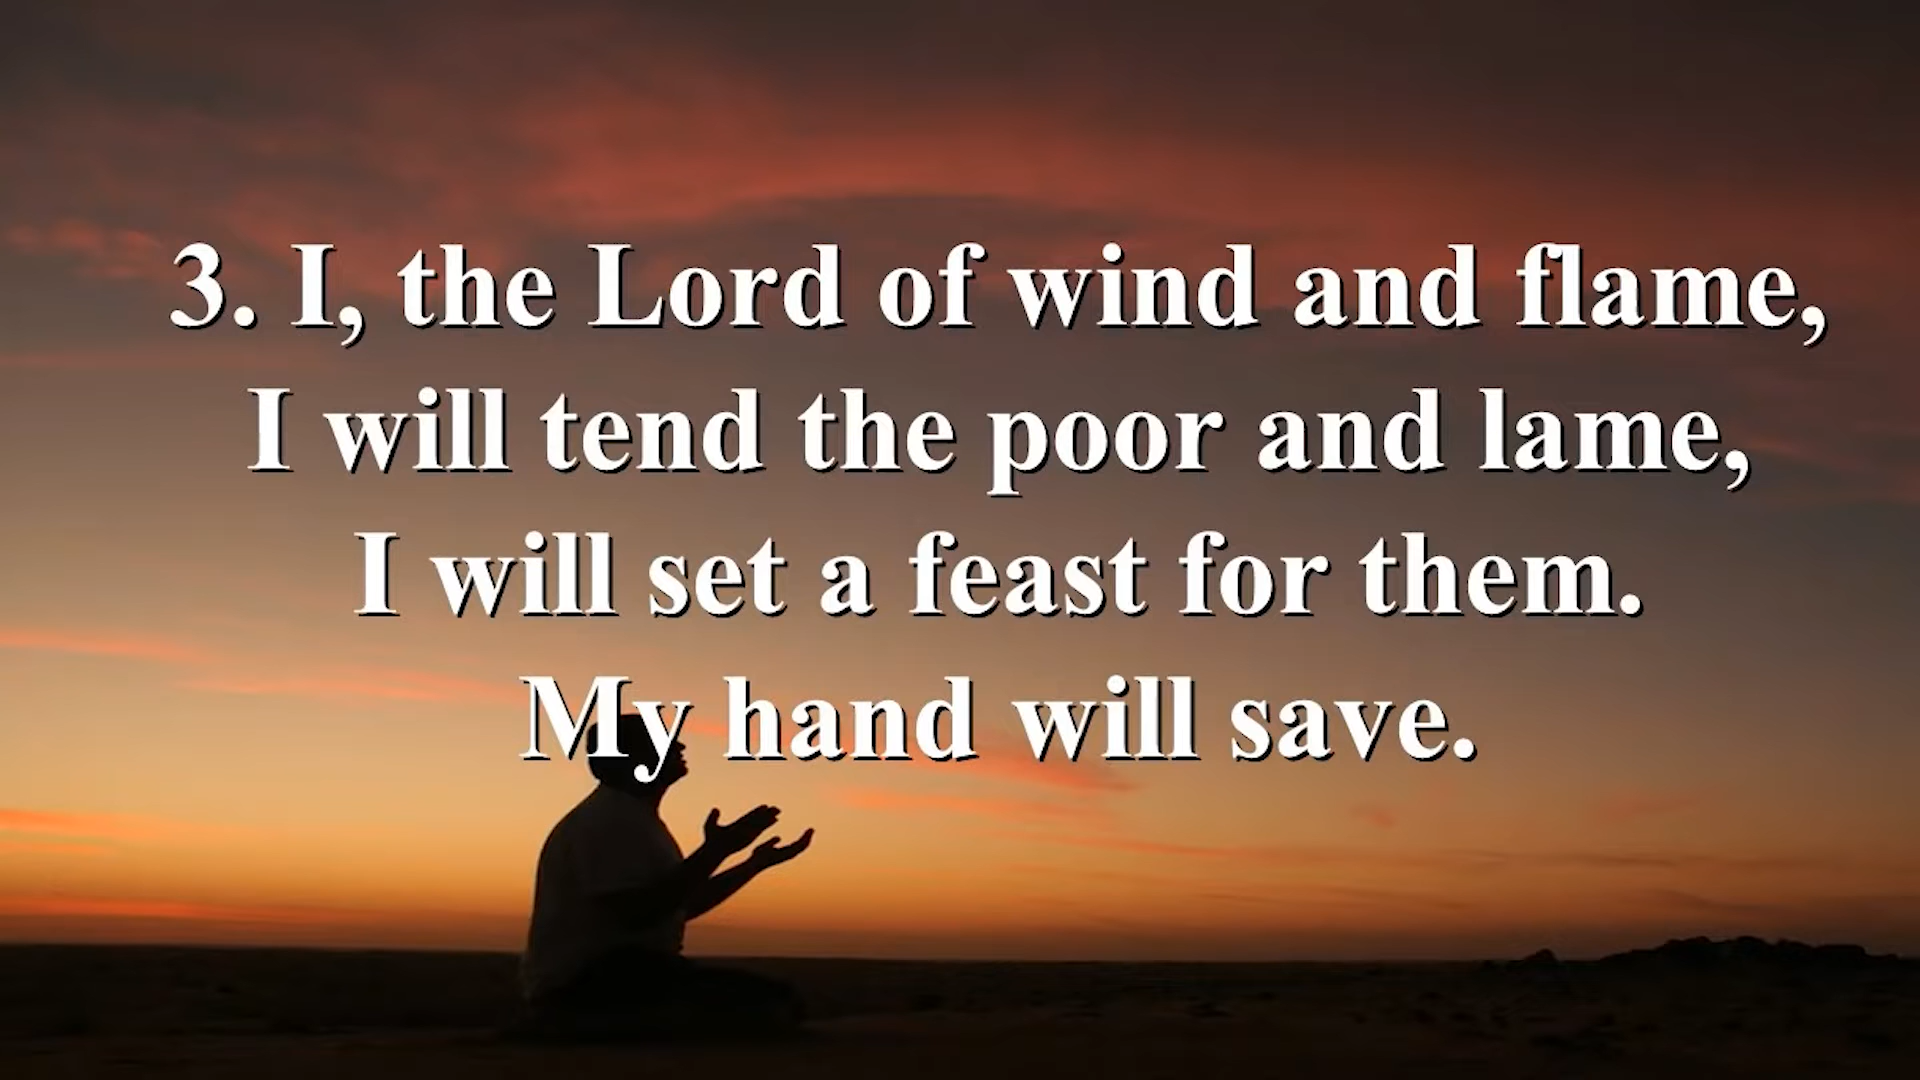 3. I, the Lord of wind and flame,
I will tend the poor and lame,
I will set a feast for them.
My hand will save.